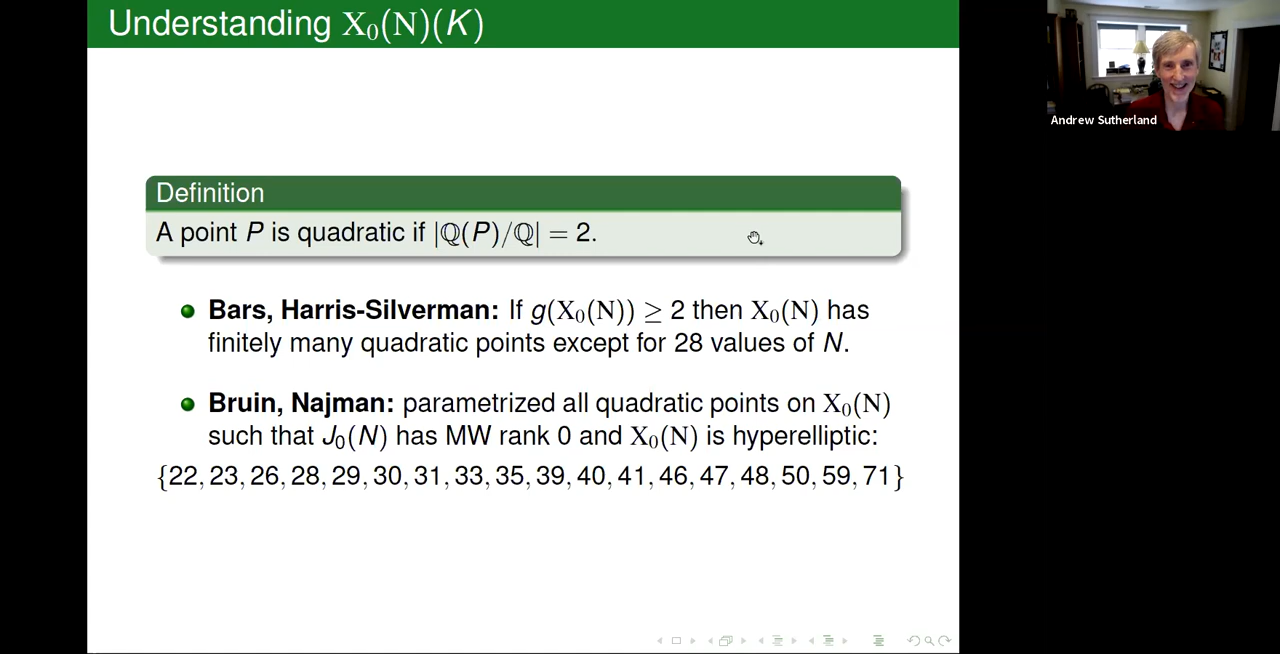 Understanding X₀(N)(K)
Andrew Sutherland
Definition
A point P is quadratic if |ℚ(P)/ℚ| = 2.
Bars, Harris-Silverman: If g(X₀(N)) ≥ 2 then X₀(N) has
finitely many quadratic points except for 28 values of N.
Bruin, Najman: parametrized all quadratic points on X₀(N)
such that J₀(N) has MW rank 0 and X₀(N) is hyperelliptic:
{22, 23, 26, 28, 29, 30, 31, 33, 35, 39, 40, 41, 46, 47, 48, 50, 59, 71}